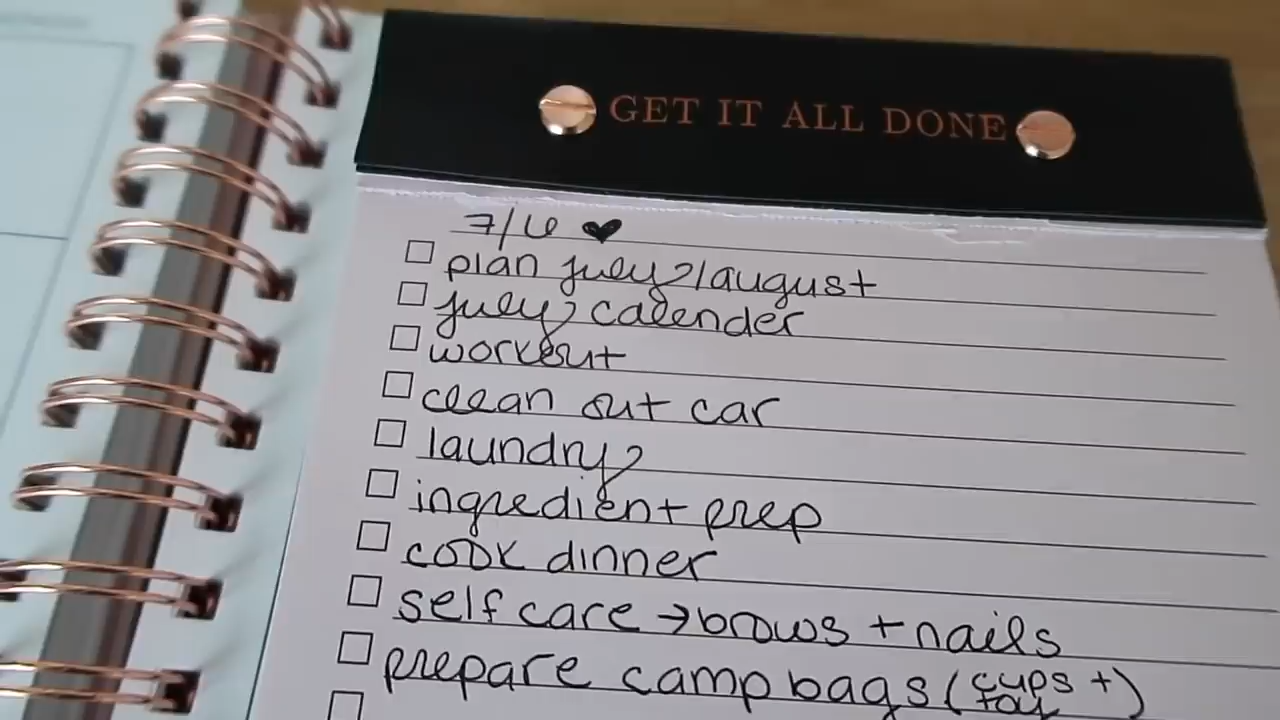 GET IT ALL DONE
7/6 ♥
plan july/august
july calender
workout
clean out car
laundry
ingredient prep
cook dinner
self care → brows + nails
prepare camp bags (cups + toy)